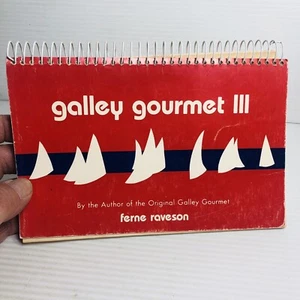 galley gourmet III
By the Author of the Original Galley Gourmet
ferne raveson